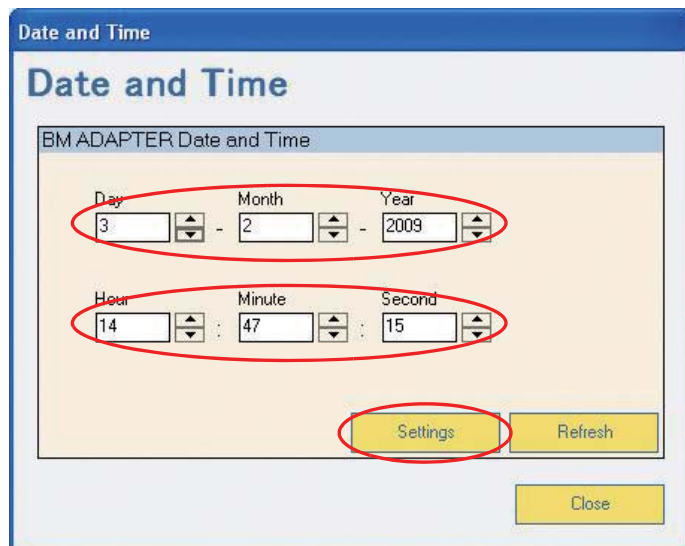 Date and Time
Date and Time
BM ADAPTER Date and Time
Day Month Year
3 - 2 - 2009
Hour Minute Second
14 : 47 : 15
Settings Refresh
Close